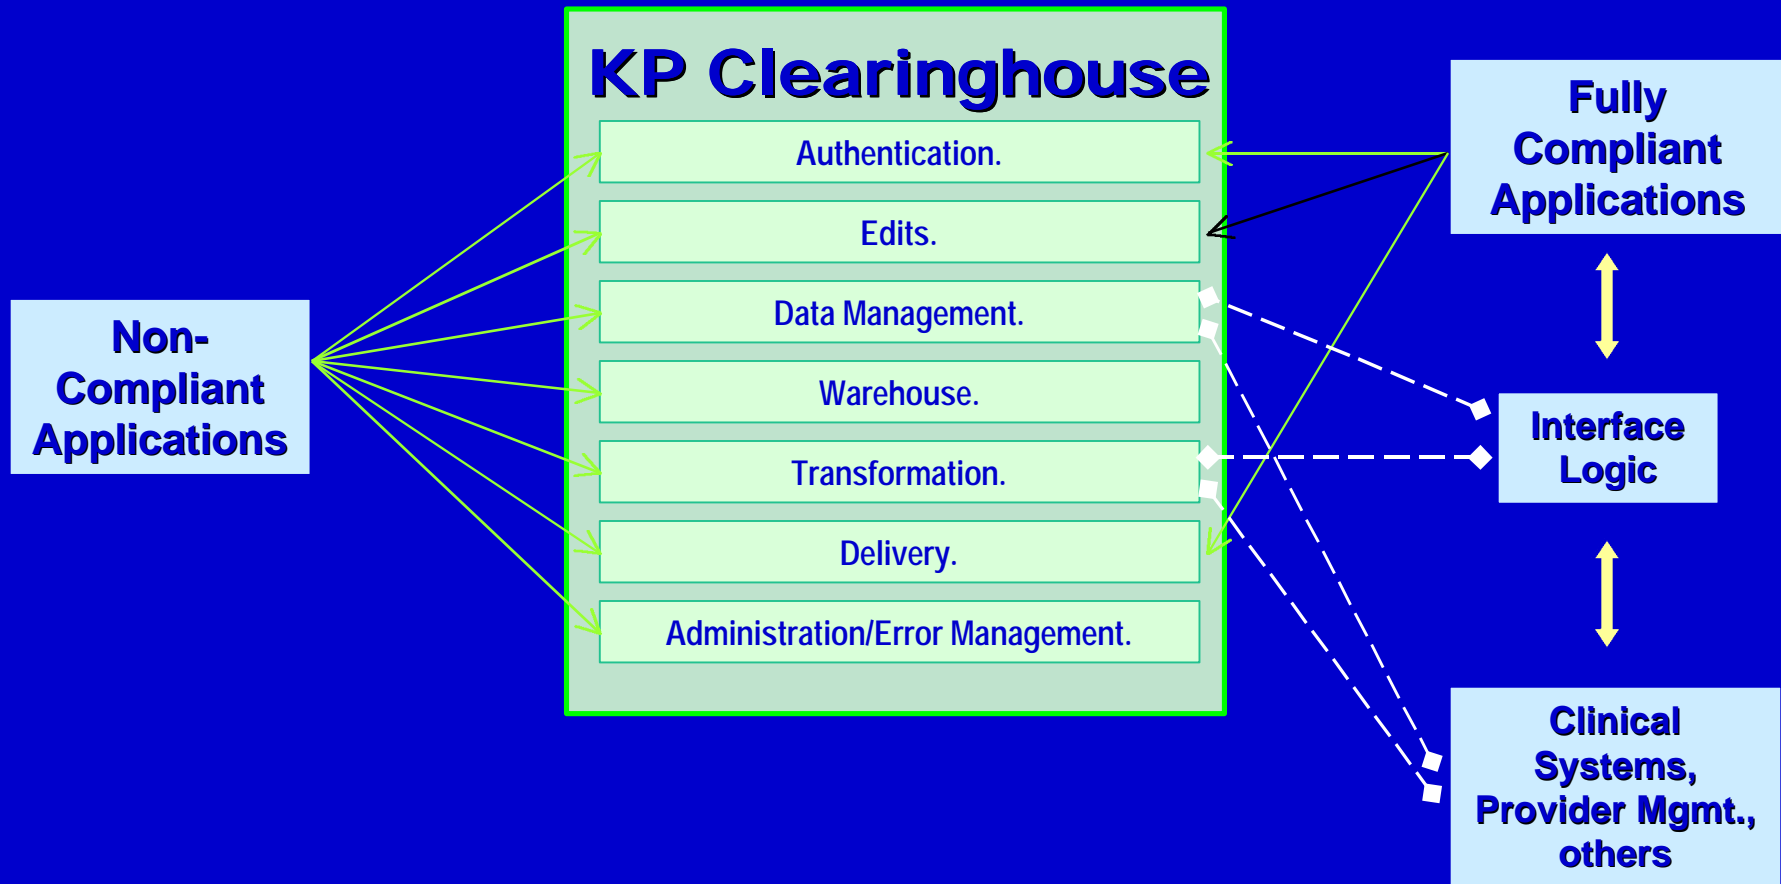 KP Clearinghouse
Authentication.
Edits.
Data Management.
Warehouse.
Transformation.
Delivery.
Administration/Error Management.
Non-
Compliant
Applications
Fully
Compliant
Applications
Interface
Logic
Clinical
Systems,
Provider Mgmt.,
others